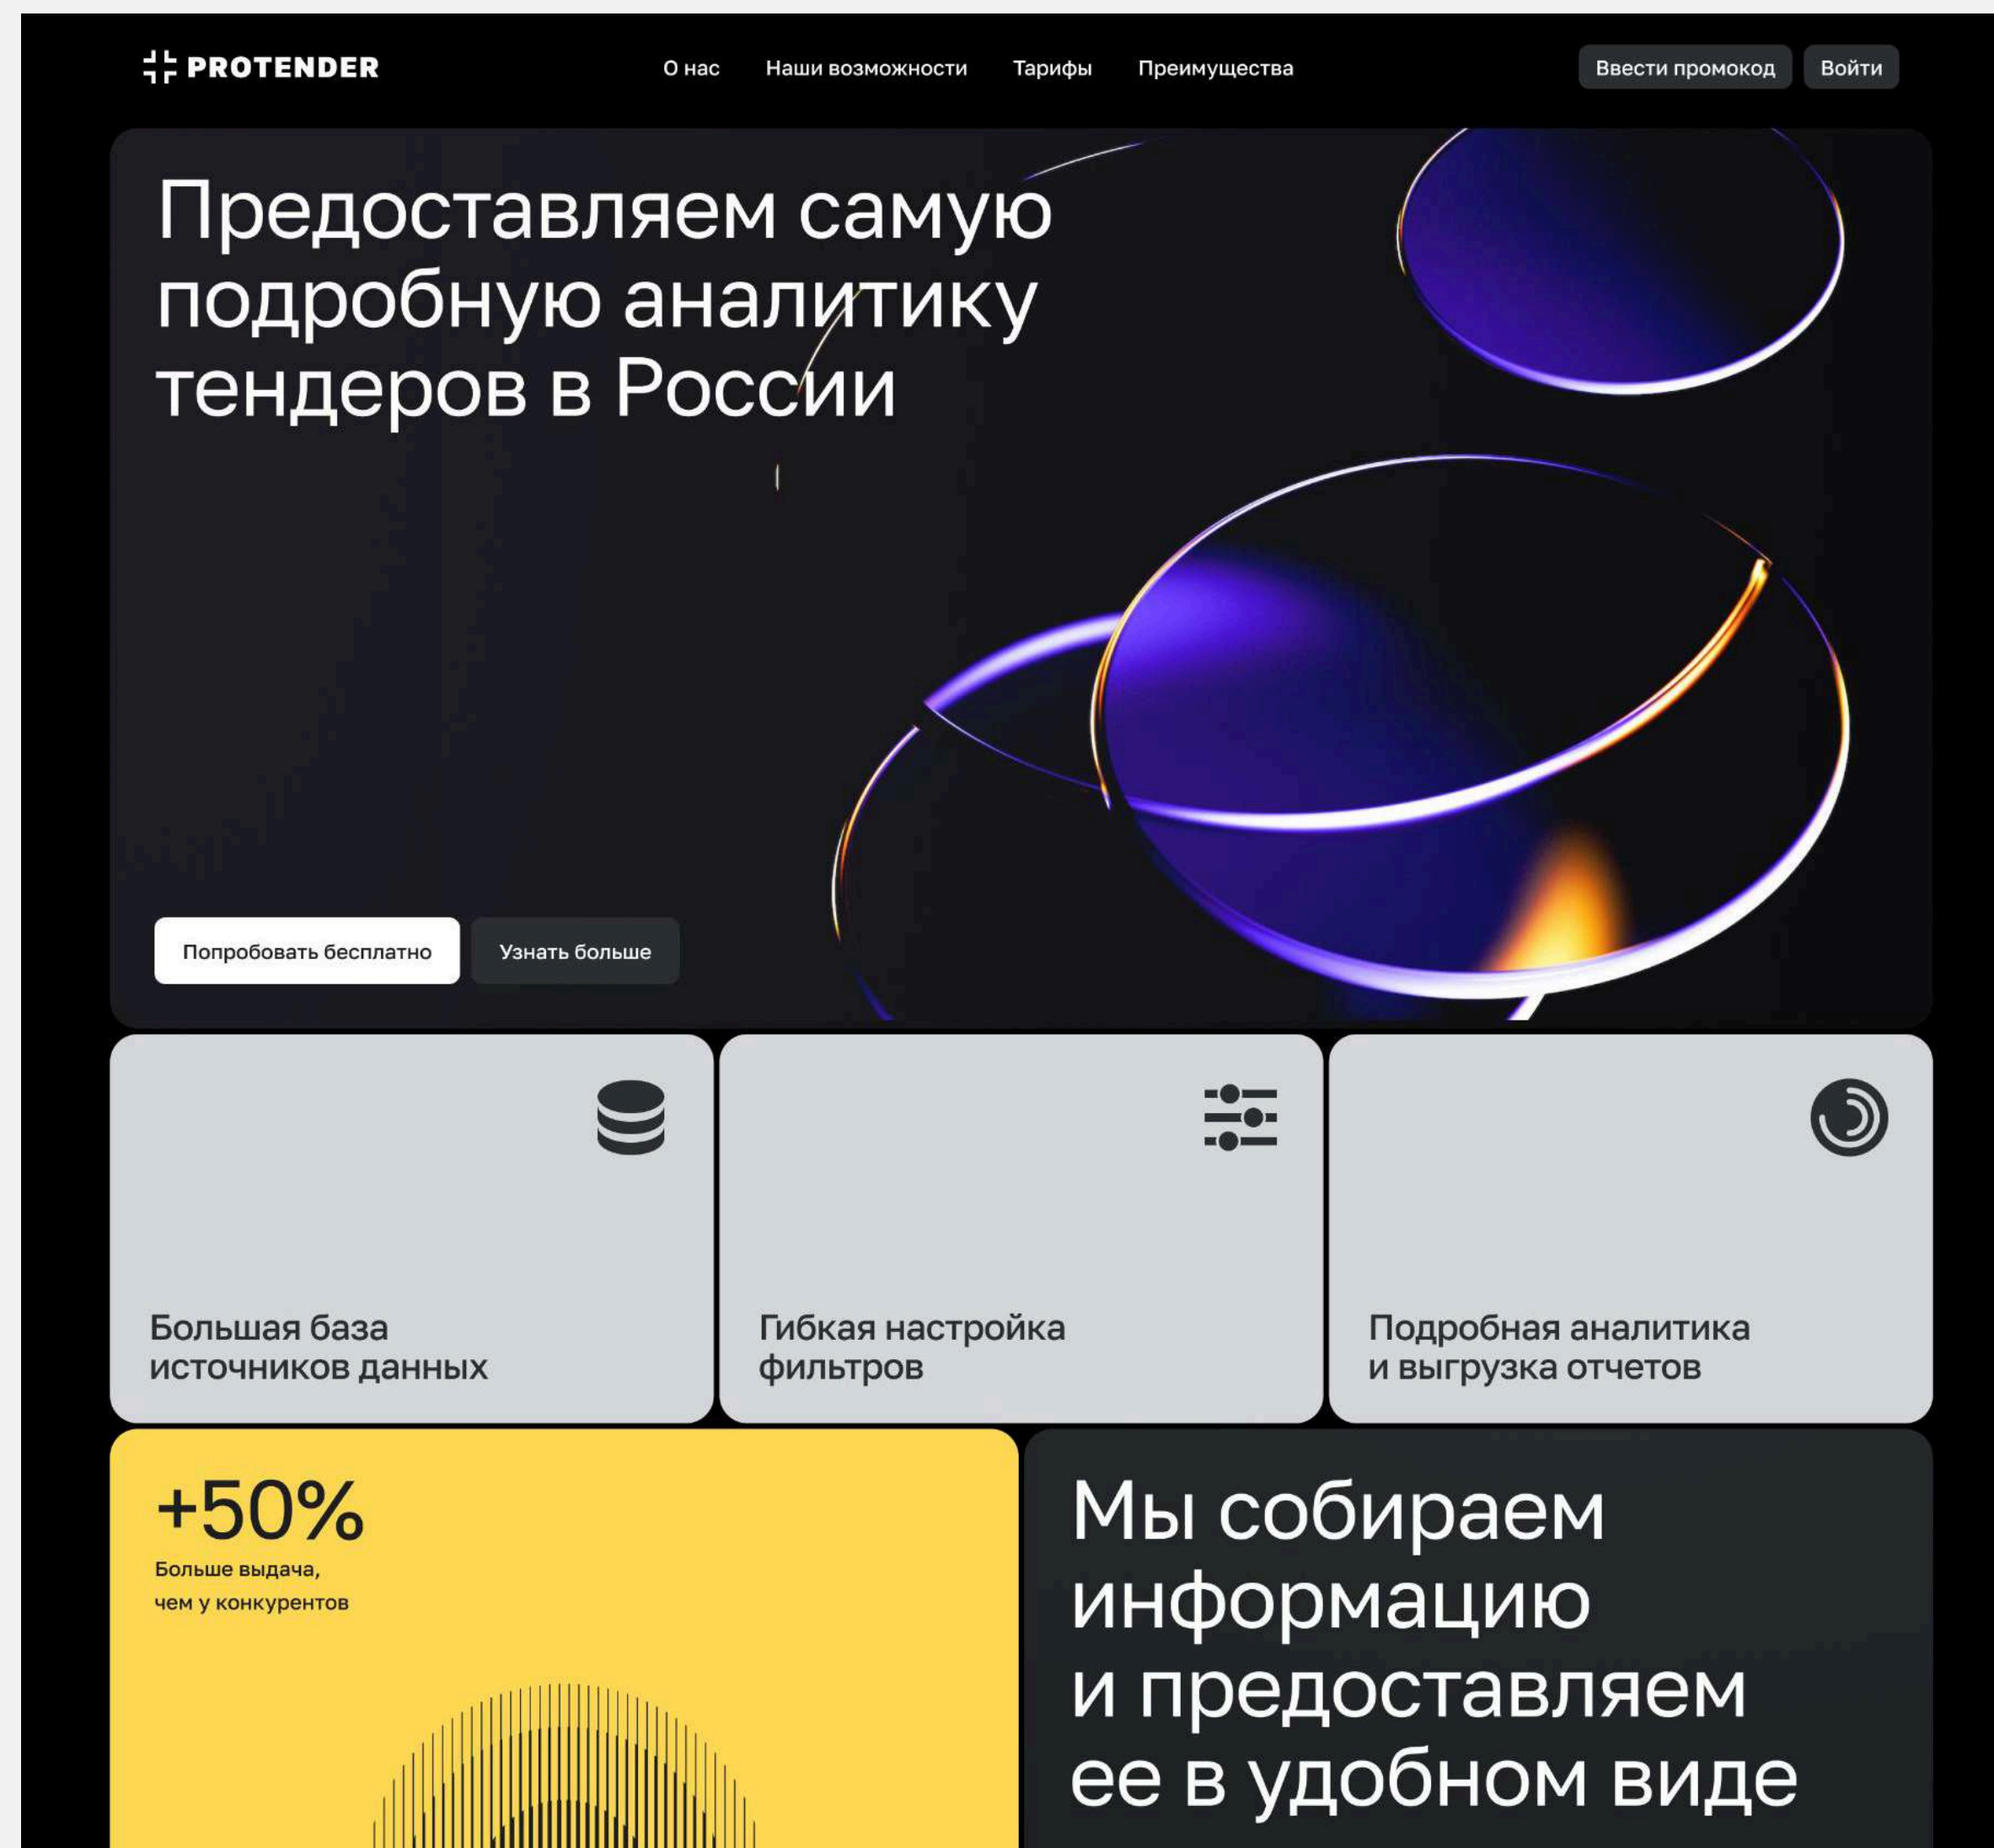 PROTENDER
О нас
Наши возможности
Тарифы
Преимущества
Ввести промокод
Войти
Предоставляем самую
подробную аналитику
тендеров в России
Попробовать бесплатно
Узнать больше
Большая база
источников данных
Гибкая настройка
фильтров
Подробная аналитика
и выгрузка отчетов
+50%
Больше выдача,
чем у конкурентов
Мы собираем
информацию
и предоставляем
ее в удобном виде